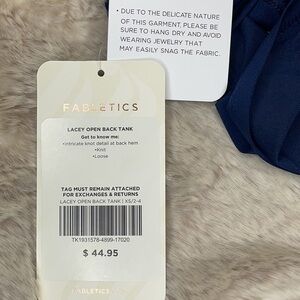 • DUE TO THE DELICATE NATURE
OF THIS GARMENT, PLEASE BE
SURE TO HANG DRY AND AVOID
WEARING JEWELRY THAT
MAY EASILY SNAG THE FABRIC.
FABLETICS
LACEY OPEN BACK TANK
Get to know me:
•Intricate knot detail at back hem
•Knit
•Loose
TAG MUST REMAIN ATTACHED
FOR EXCHANGES & RETURNS
LACEY OPEN BACK TANK | XS/2-4
TK1931578-4899-17020
$ 44.95
FABLETICS